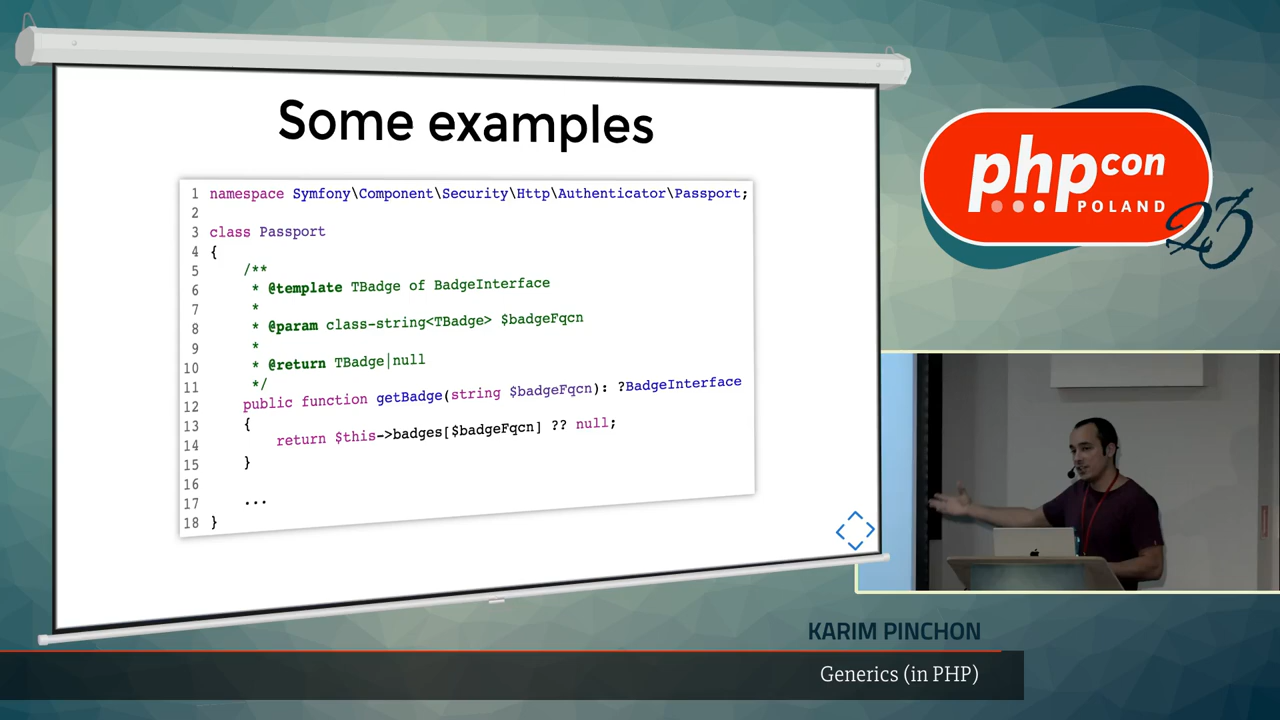 Some examples
1 namespace Symfony\Component\Security\Http\Authenticator\Passport;
2
3 class Passport
4 {
5     /**
6      * @template TBadge of BadgeInterface
7      *
8      * @param class-string<TBadge> $badgeFqcn
9      *
10      * @return TBadge|null
11      */
12     public function getBadge(string $badgeFqcn): ?BadgeInterface
13     {
14         return $this->badges[$badgeFqcn] ?? null;
15     }
16
17     ...
18 }
phpcon
POLAND
23
KARIM PINCHON
Generics (in PHP)